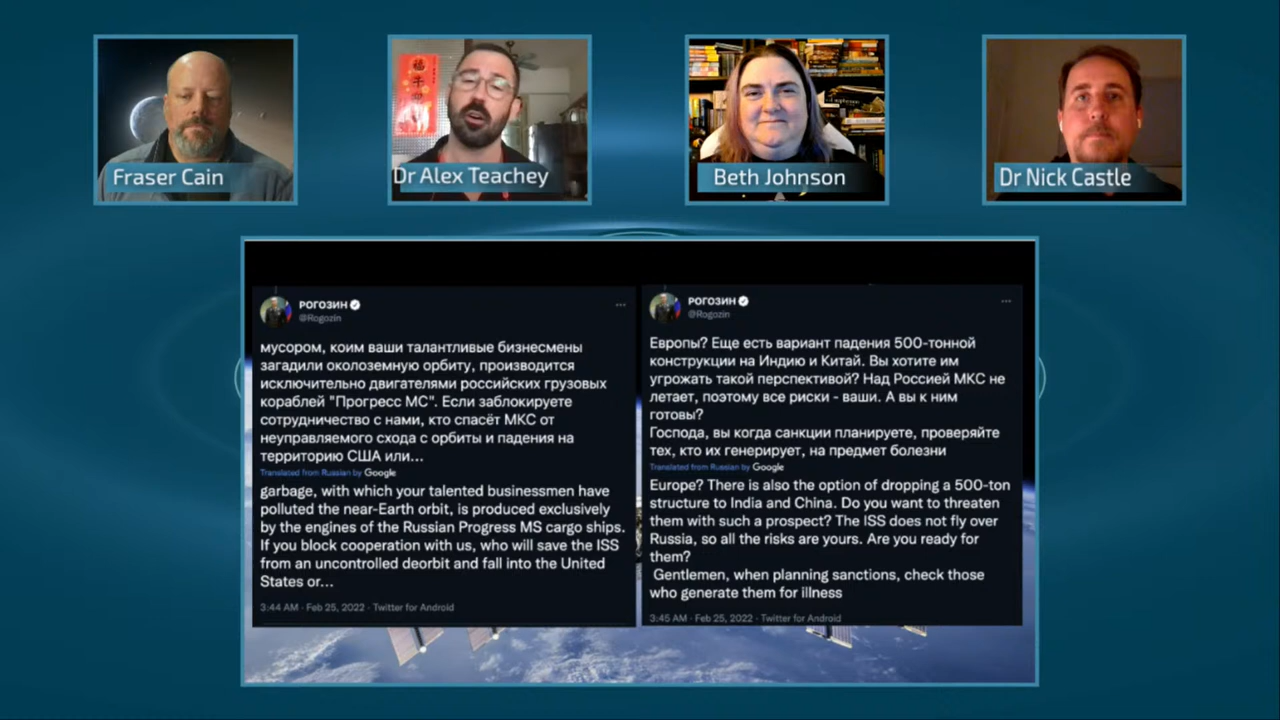 Fraser Cain
Dr Alex Teachey
Beth Johnson
Dr Nick Castle
РОГОЗИН
@Rogozin
мусором, коим ваши талантливые бизнесмены
загадили околоземную орбиту, производится
исключительно двигателями российских грузовых
кораблей "Прогресс МС". Если заблокируете
сотрудничество с нами, кто спасёт МКС от
неуправляемого схода с орбиты и падения на
территорию США или...
Translated from Russian by Google
garbage, with which your talented businessmen have
polluted the near-Earth orbit, is produced exclusively
by the engines of the Russian Progress MS cargo ships.
If you block cooperation with us, who will save the ISS
from an uncontrolled deorbit and fall into the United
States or...
3:44 AM · Feb 25, 2022 · Twitter for Android
РОГОЗИН
@Rogozin
Европы? Еще есть вариант падения 500-тонной
конструкции на Индию и Китай. Вы хотите им
угрожать такой перспективой? Над Россией МКС не
летает, поэтому все риски - ваши. А вы к ним
готовы?
Господа, вы когда санкции планируете, проверяйте
тех, кто их генерирует, на предмет болезни
Translated from Russian by Google
Europe? There is also the option of dropping a 500-ton
structure to India and China. Do you want to threaten
them with such a prospect? The ISS does not fly over
Russia, so all the risks are yours. Are you ready for
them?
Gentlemen, when planning sanctions, check those
who generate them for illness
3:45 AM · Feb 25, 2022 · Twitter for Android